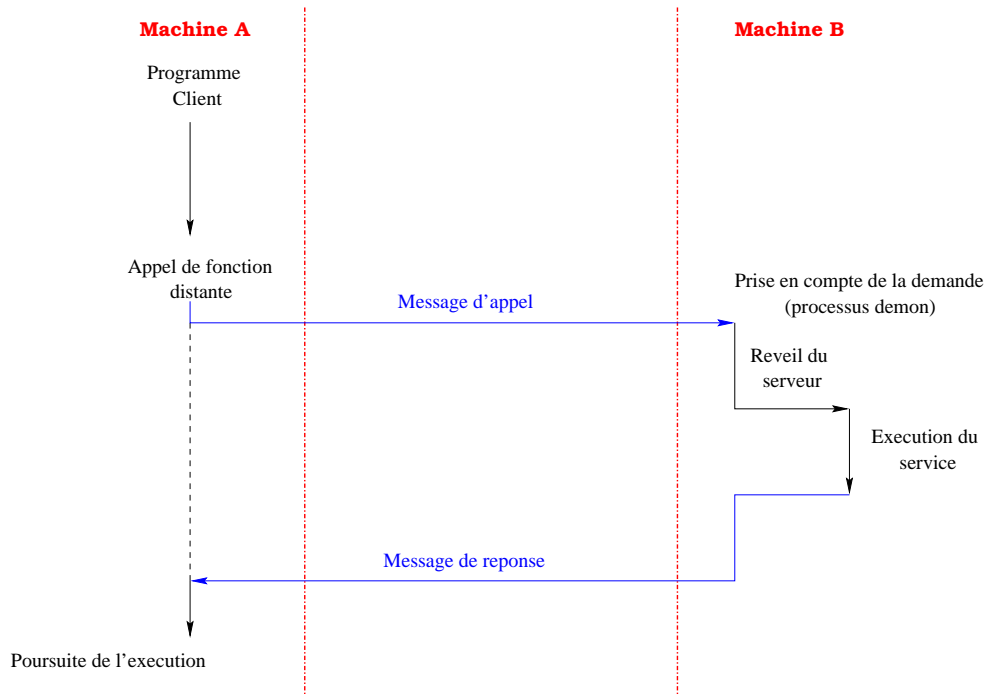 Machine A
Machine B
Programme
Client
Appel de fonction
distante
Message d'appel
Prise en compte de la demande
(processus demon)
Reveil du
serveur
Execution du
service
Message de reponse
Poursuite de l'execution